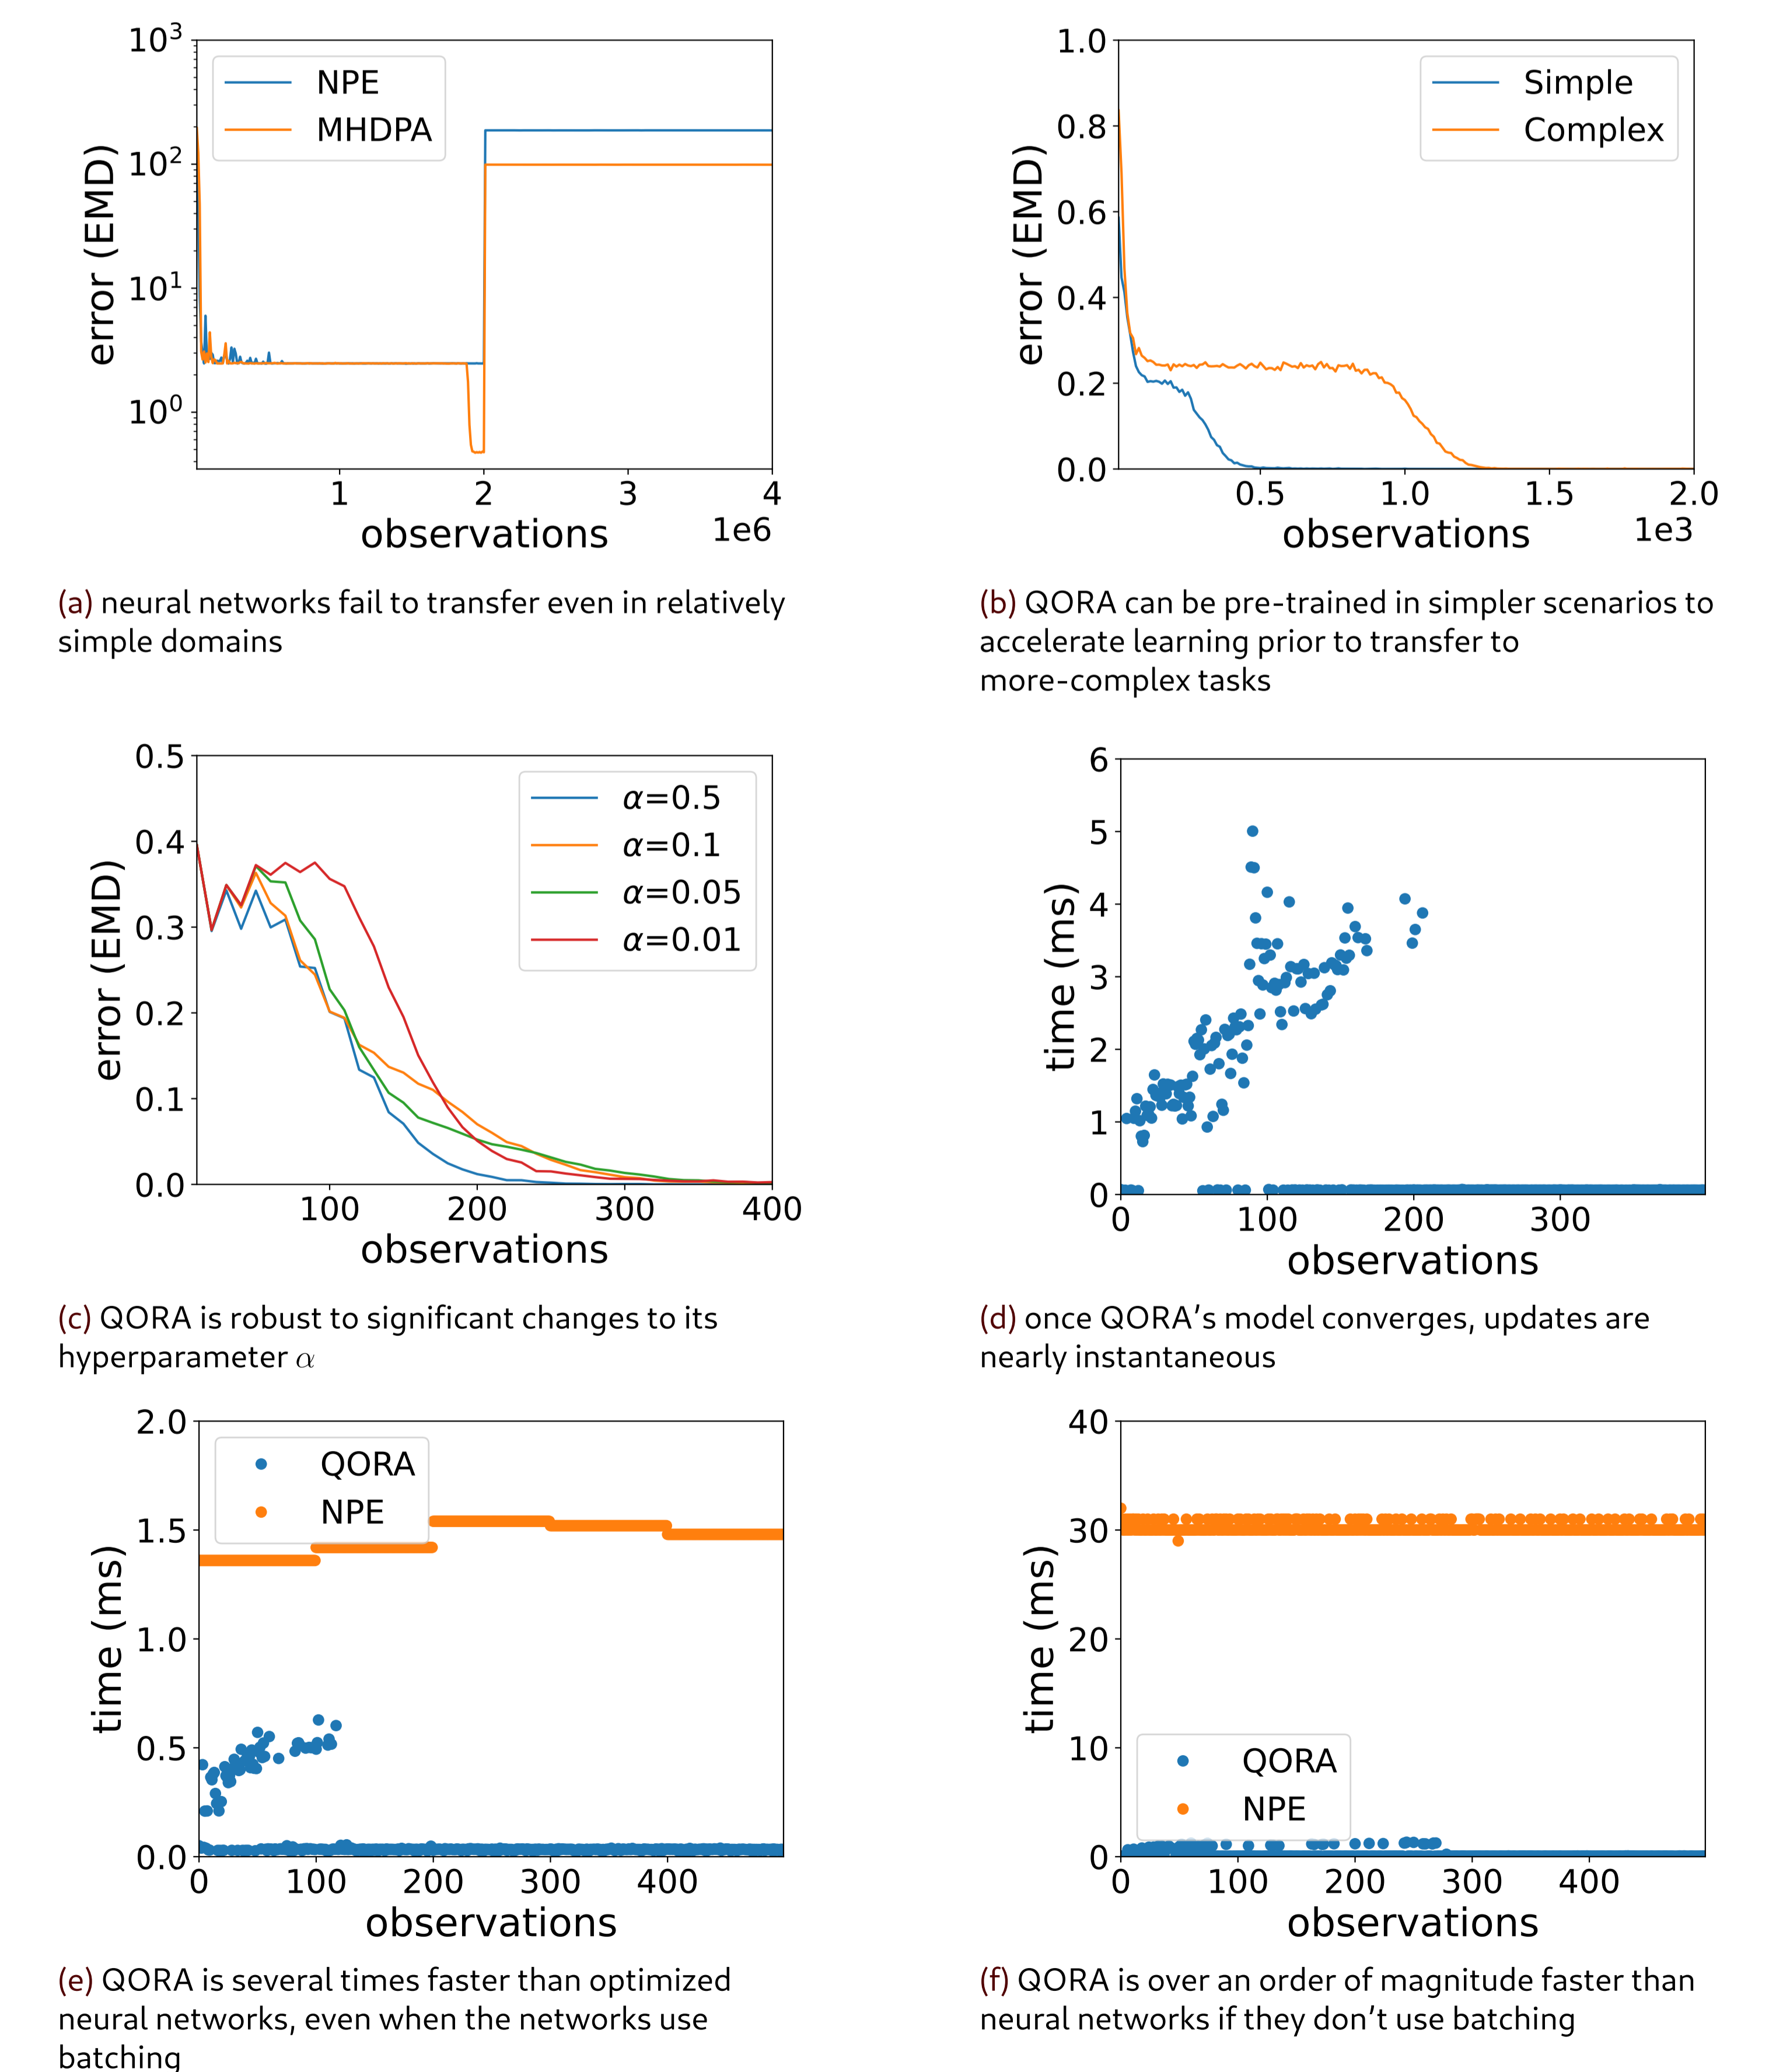 10³
10²
10¹
10⁰
error (EMD)
NPE
MHDPA
1 2 3 4
observations 1e6
(a) neural networks fail to transfer even in relatively
simple domains
1.0
0.8
0.6
0.4
0.2
0.0
error (EMD)
Simple
Complex
0.5 1.0 1.5 2.0
observations 1e3
(b) QORA can be pre-trained in simpler scenarios to
accelerate learning prior to transfer to
more-complex tasks
0.5
0.4
0.3
0.2
0.1
0.0
error (EMD)
α=0.5
α=0.1
α=0.05
α=0.01
100 200 300 400
observations
(c) QORA is robust to significant changes to its
hyperparameter α
6
5
4
3
2
1
0
time (ms)
0 100 200 300
observations
(d) once QORA's model converges, updates are
nearly instantaneous
2.0
1.5
1.0
0.5
0.0
time (ms)
QORA
NPE
0 100 200 300 400
observations
(e) QORA is several times faster than optimized
neural networks, even when the networks use
batching
40
30
20
10
0
time (ms)
QORA
NPE
0 100 200 300 400
observations
(f) QORA is over an order of magnitude faster than
neural networks if they don't use batching